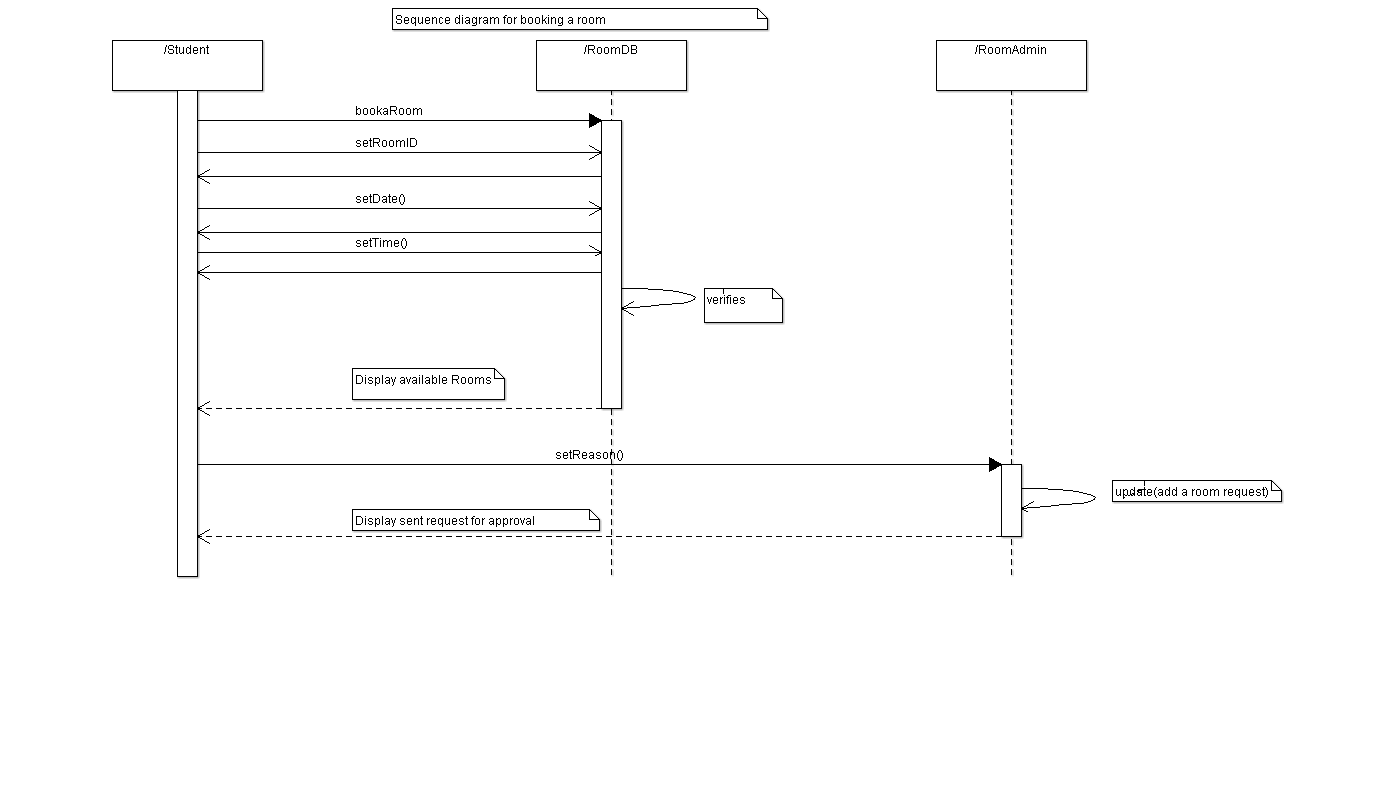 Sequence diagram for booking a room
/Student
/RoomDB
/RoomAdmin
bookaRoom
setRoomID
setDate()
setTime()
verifies
Display available Rooms
setReason()
update(add a room request)
Display sent request for approval